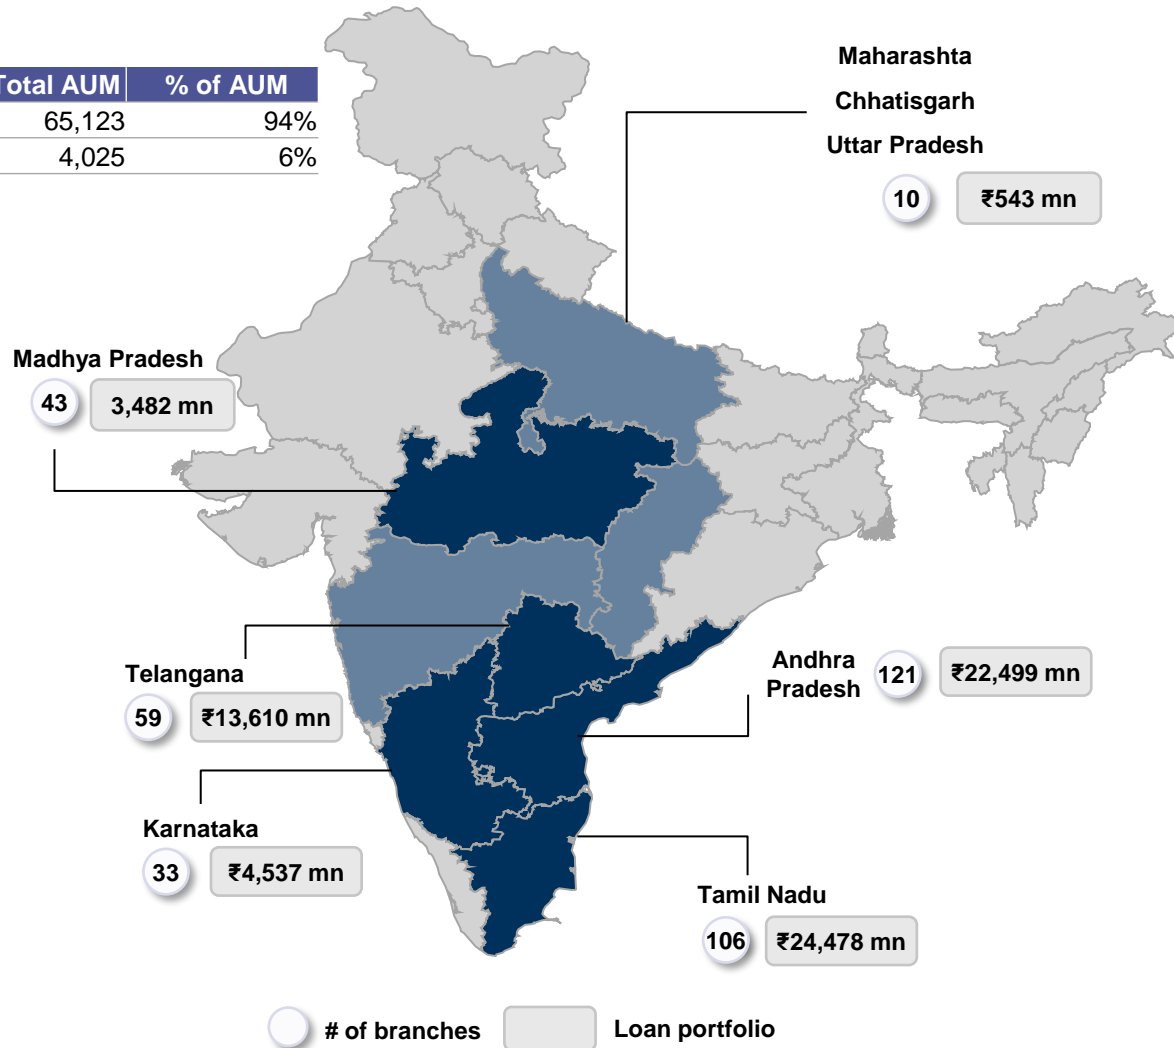 Total AUM % of AUM
65,123 94%
4,025 6%
Maharashta
Chhatisgarh
Uttar Pradesh
10 ₹543 mn
Madhya Pradesh
43 3,482 mn
Telangana
59 ₹13,610 mn
Andhra
Pradesh
121 ₹22,499 mn
Karnataka
33 ₹4,537 mn
Tamil Nadu
106 ₹24,478 mn
# of branches Loan portfolio